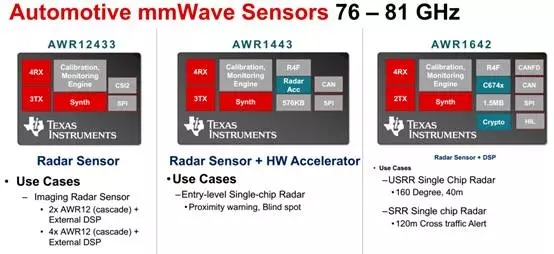 Automotive mmWave Sensors 76 – 81 GHz
AWR12433
4RX
Calibration,
Monitoring
Engine
CSI2
3TX
Synth
SPI
TEXAS
INSTRUMENTS
Radar Sensor
• Use Cases
– Imaging Radar Sensor
• 2x AWR12 (cascade) +
External DSP
• 4x AWR12 (cascade) +
External DSP
AWR1443
4RX
Calibration,
Monitoring
Engine
R4F
Radar
Acc
CAN
3TX
Synth
576KB
SPI
TEXAS
INSTRUMENTS
Radar Sensor + HW Accelerator
•Use Cases
–Entry-level Single-chip Radar
•Proximity warning, Blind spot
AWR1642
4RX
Calibration,
Monitoring
Engine
R4F
CANFD
C674x
CAN
2TX
Synth
1.5MB
SPI
Crypto
HIL
TEXAS
INSTRUMENTS
Radar Sensor + DSP
• Use Cases
–USRR Single Chip Radar
•160 Degree, 40m
–SRR Single chip Radar
•120m Cross traffic Alert